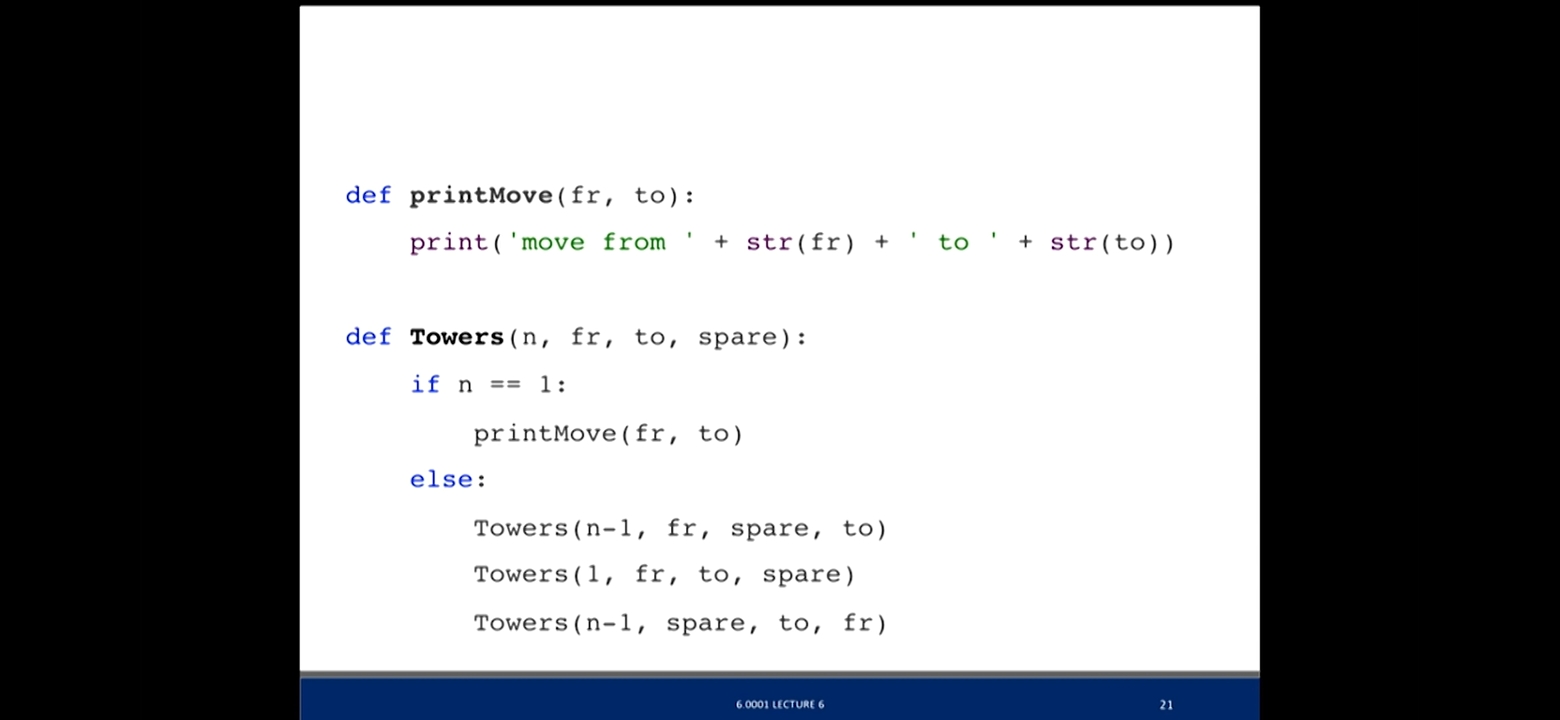 def printMove(fr, to):
    print('move from ' + str(fr) + ' to ' + str(to))
def Towers(n, fr, to, spare):
    if n == 1:
        printMove(fr, to)
    else:
        Towers(n-1, fr, spare, to)
        Towers(1, fr, to, spare)
        Towers(n-1, spare, to, fr)
6.0001 LECTURE 6
21